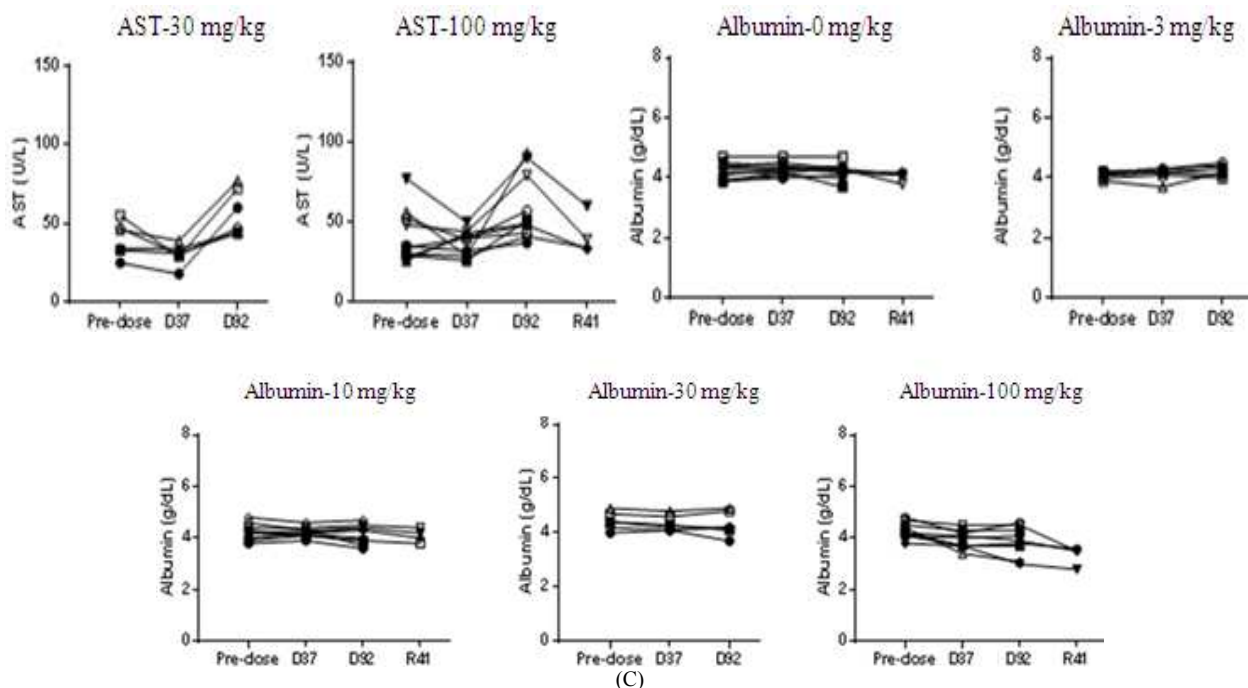 AST-30 mg/kg
AST-100 mg/kg
Albumin-0 mg/kg
Albumin-3 mg/kg
150
100
50
0
AST (U/L)
Pre-dose D37 D92
150
100
50
0
AST (U/L)
Pre-dose D37 D92 R41
8
6
4
2
0
Albumin (g/dL)
Pre-dose D37 D92 R41
8
6
4
2
0
Albumin (g/dL)
Pre-dose D37 D92
Albumin-10 mg/kg
Albumin-30 mg/kg
Albumin-100 mg/kg
8
6
4
2
0
Albumin (g/dL)
Pre-dose D37 D92 R41
8
6
4
2
0
Albumin (g/dL)
Pre-dose D37 D92
8
6
4
2
0
Albumin (g/dL)
Pre-dose D37 D92 R41
(C)